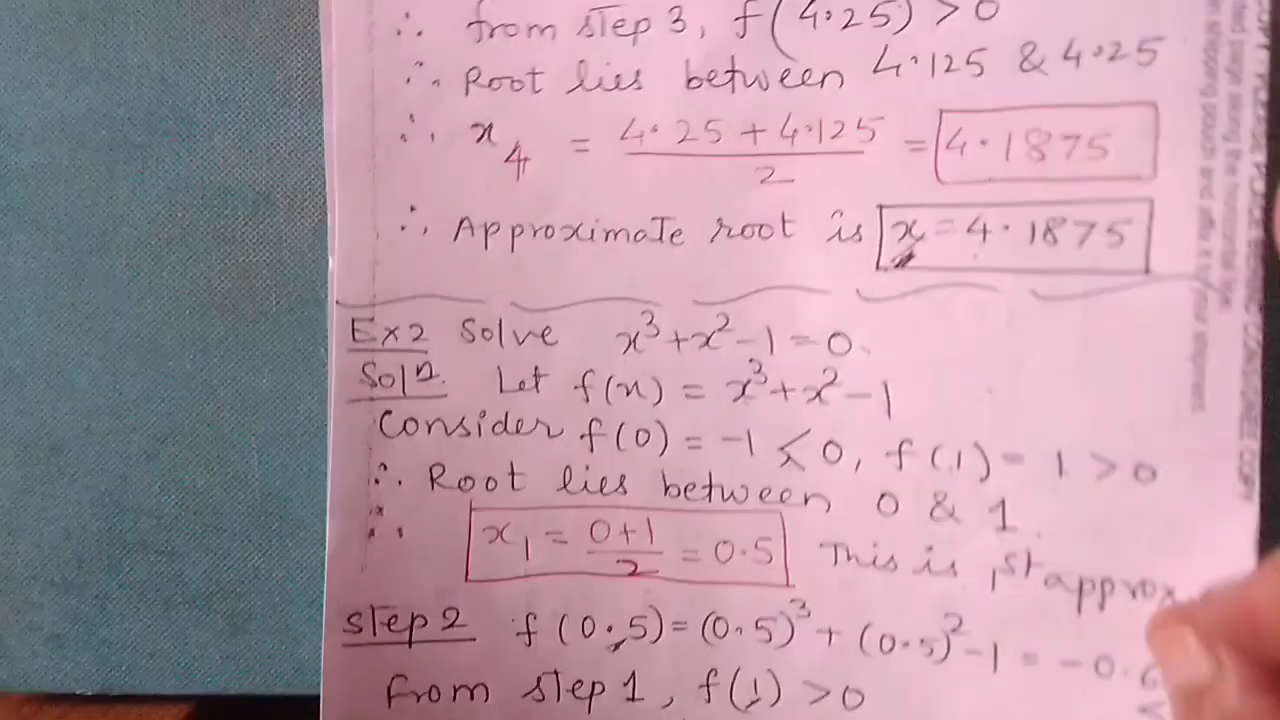 ∴ from step 3, f(4.25) > 0
∴ Root lies between 4.125 & 4.25
∴ x₄ = (4.25 + 4.125)/2 = 4.1875
∴ Approximate root is x = 4.1875
Ex2 Solve x³+x²-1=0.
Solⁿ. Let f(x) = x³+x²-1
Consider f(0) = -1 < 0, f(1) = 1 > 0
∴ Root lies between 0 & 1.
∴ x₁ = (0+1)/2 = 0.5 This is 1st approx
step 2 f(0.5) = (0.5)³ + (0.5)² - 1 = -0.6
From step 1, f(1) > 0